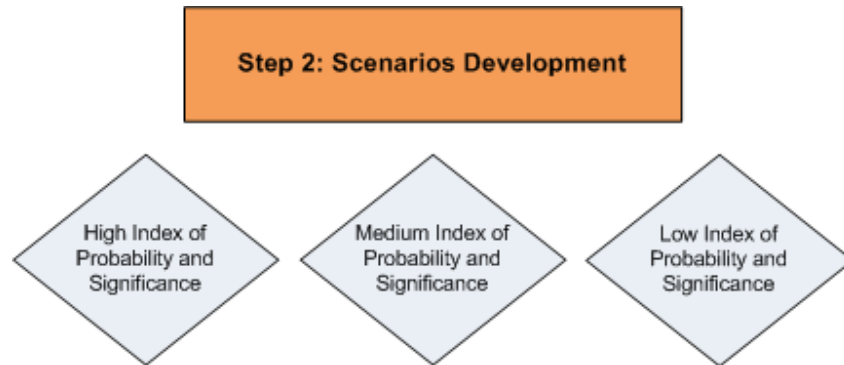 Step 2: Scenarios Development
High Index of
Probability and
Significance
Medium Index of
Probability and
Significance
Low Index of
Probability and
Significance